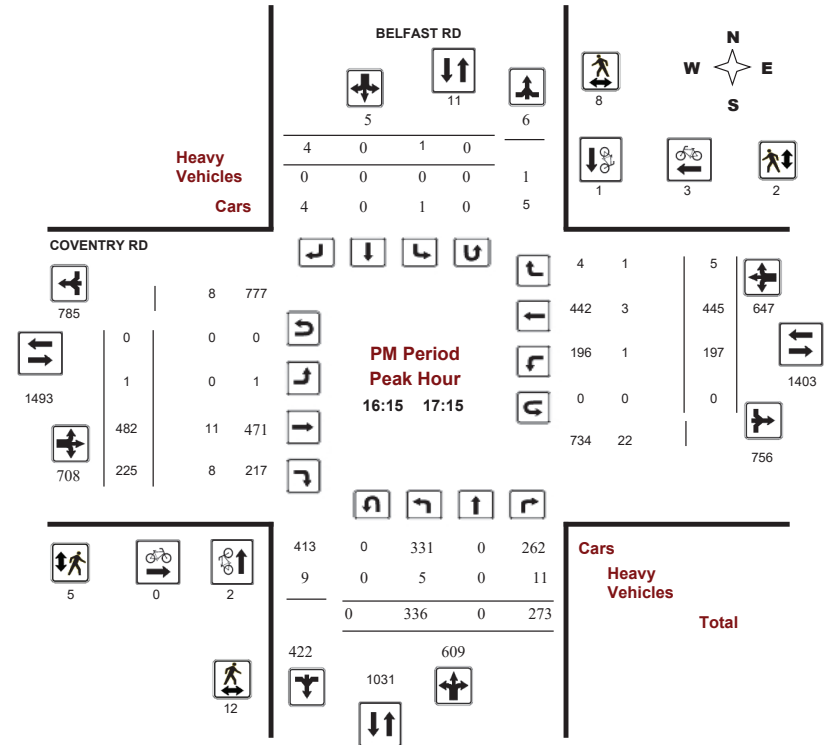 BELFAST RD
N
W E
S
5 11 6 8
4 0 1 0
Heavy
Vehicles
0 0 0 0 1
1 3 2
Cars
4 0 1 0 5
COVENTRY RD
785
8 777
4 1 5
647
0 0 0
442 3 445
1493
1 0 1
PM Period
Peak Hour
16:15 17:15
196 1 197
1403
482 11 471
0 0 0
708
225 8 217
734 22
756
5 0 2
413 0 331 0 262
Cars
9 0 5 0 11
Heavy
Vehicles
0 336 0 273
Total
422 609
1031
12